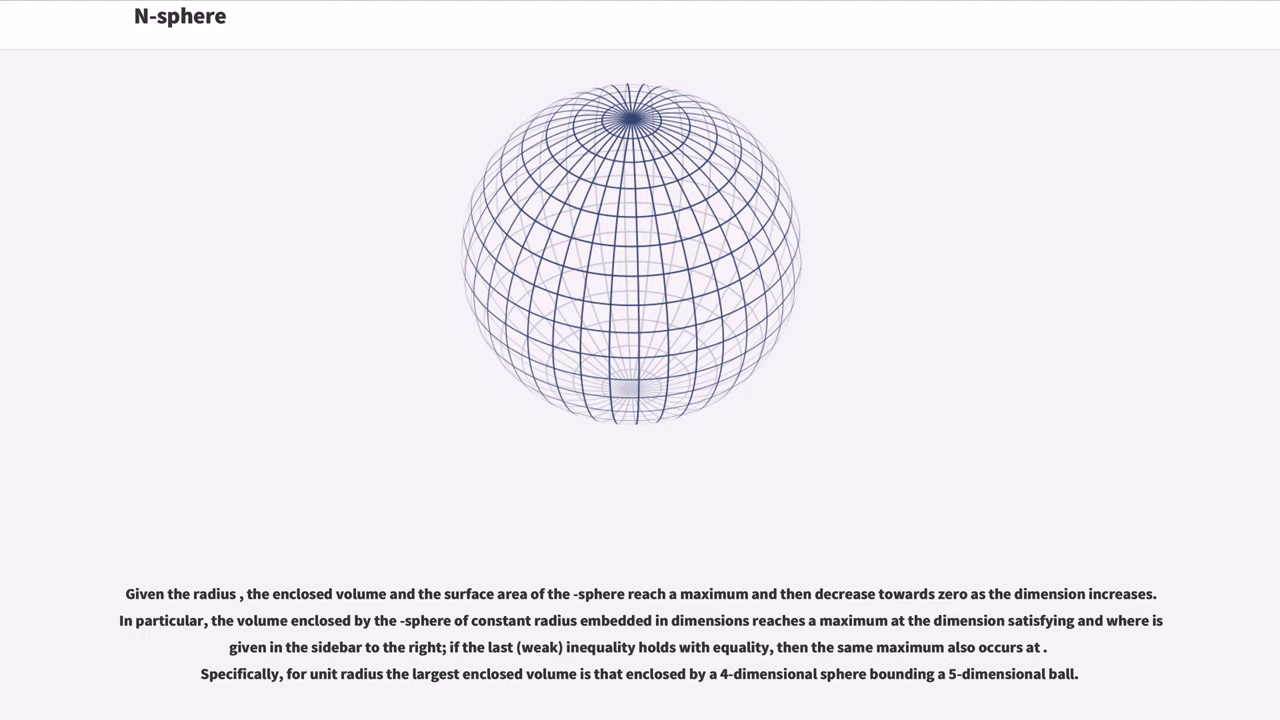 N-sphere
Given the radius , the enclosed volume and the surface area of the -sphere reach a maximum and then decrease towards zero as the dimension increases.
In particular, the volume enclosed by the -sphere of constant radius embedded in dimensions reaches a maximum at the dimension satisfying and where is
given in the sidebar to the right; if the last (weak) inequality holds with equality, then the same maximum also occurs at .
Specifically, for unit radius the largest enclosed volume is that enclosed by a 4-dimensional sphere bounding a 5-dimensional ball.